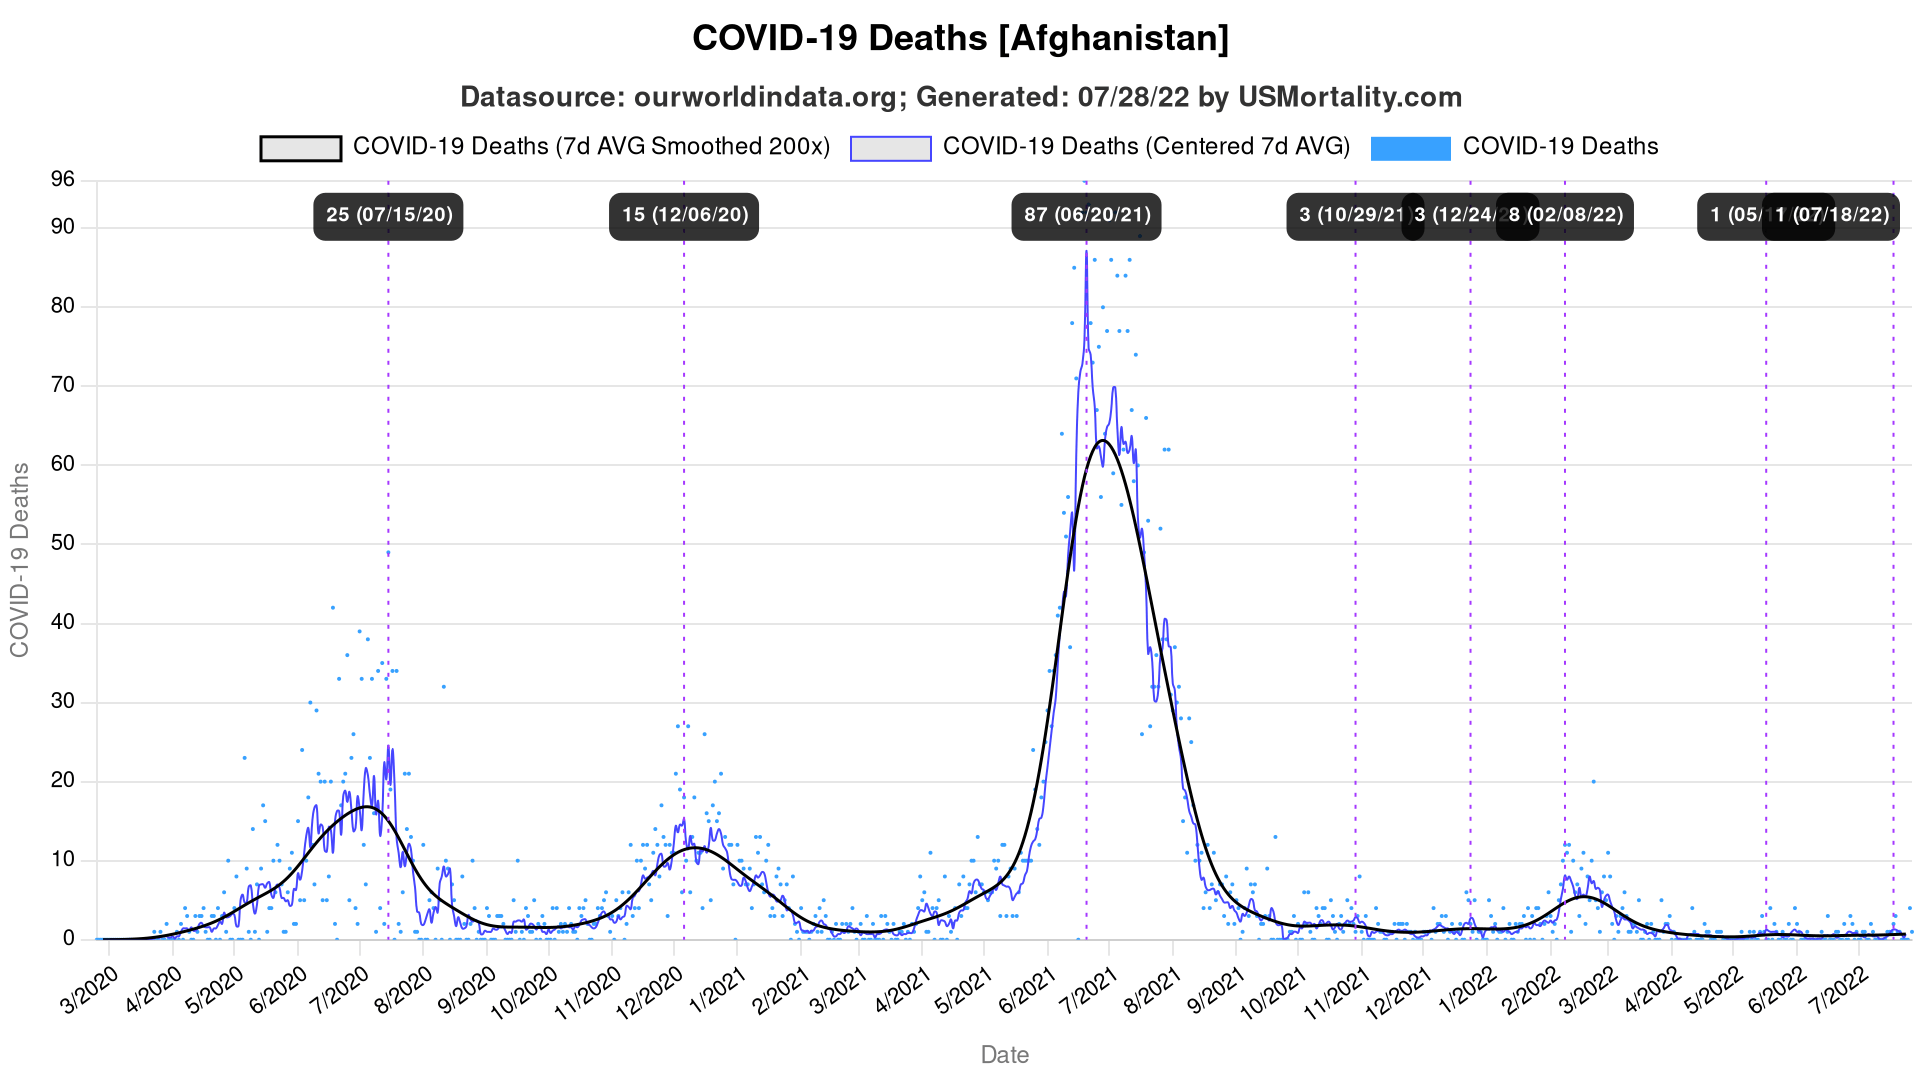 COVID-19 Deaths [Afghanistan]
Datasource: ourworldindata.org; Generated: 07/28/22 by USMortality.com
COVID-19 Deaths (7d AVG Smoothed 200x) COVID-19 Deaths (Centered 7d AVG) COVID-19 Deaths
96
25 (07/15/20) 15 (12/06/20) 87 (06/20/21) 3 (10/29/21) 3 (12/24/ 8 (02/08/22) 1 (05/ 1 (07/18/22)
90
80
70
60
50
40
30
20
10
0
COVID-19 Deaths
3/2020 4/2020 5/2020 6/2020 7/2020 8/2020 9/2020 10/2020 11/2020 12/2020 1/2021 2/2021 3/2021 4/2021 5/2021 6/2021 7/2021 8/2021 9/2021 10/2021 11/2021 12/2021 1/2022 2/2022 3/2022 4/2022 5/2022 6/2022 7/2022
Date